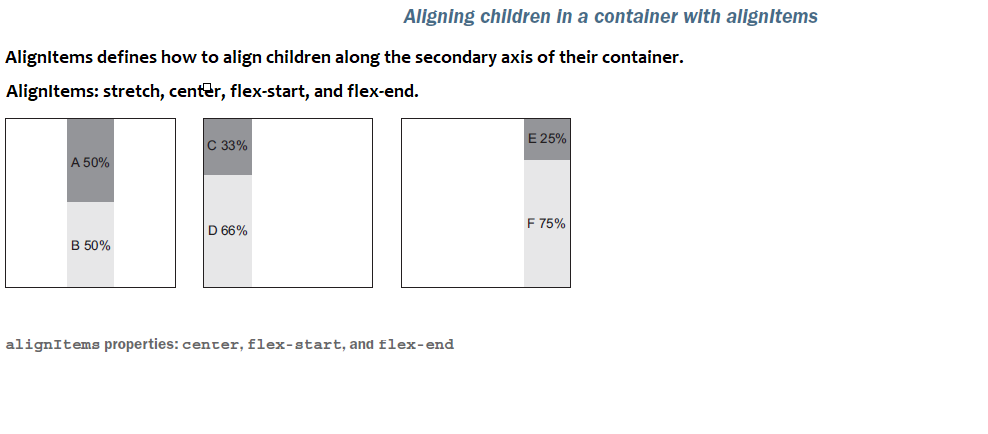 Aligning children in a container with alignItems
AlignItems defines how to align children along the secondary axis of their container.
AlignItems: stretch, center, flex-start, and flex-end.
A 50%
B 50%
C 33%
D 66%
E 25%
F 75%
alignItems properties: center, flex-start, and flex-end